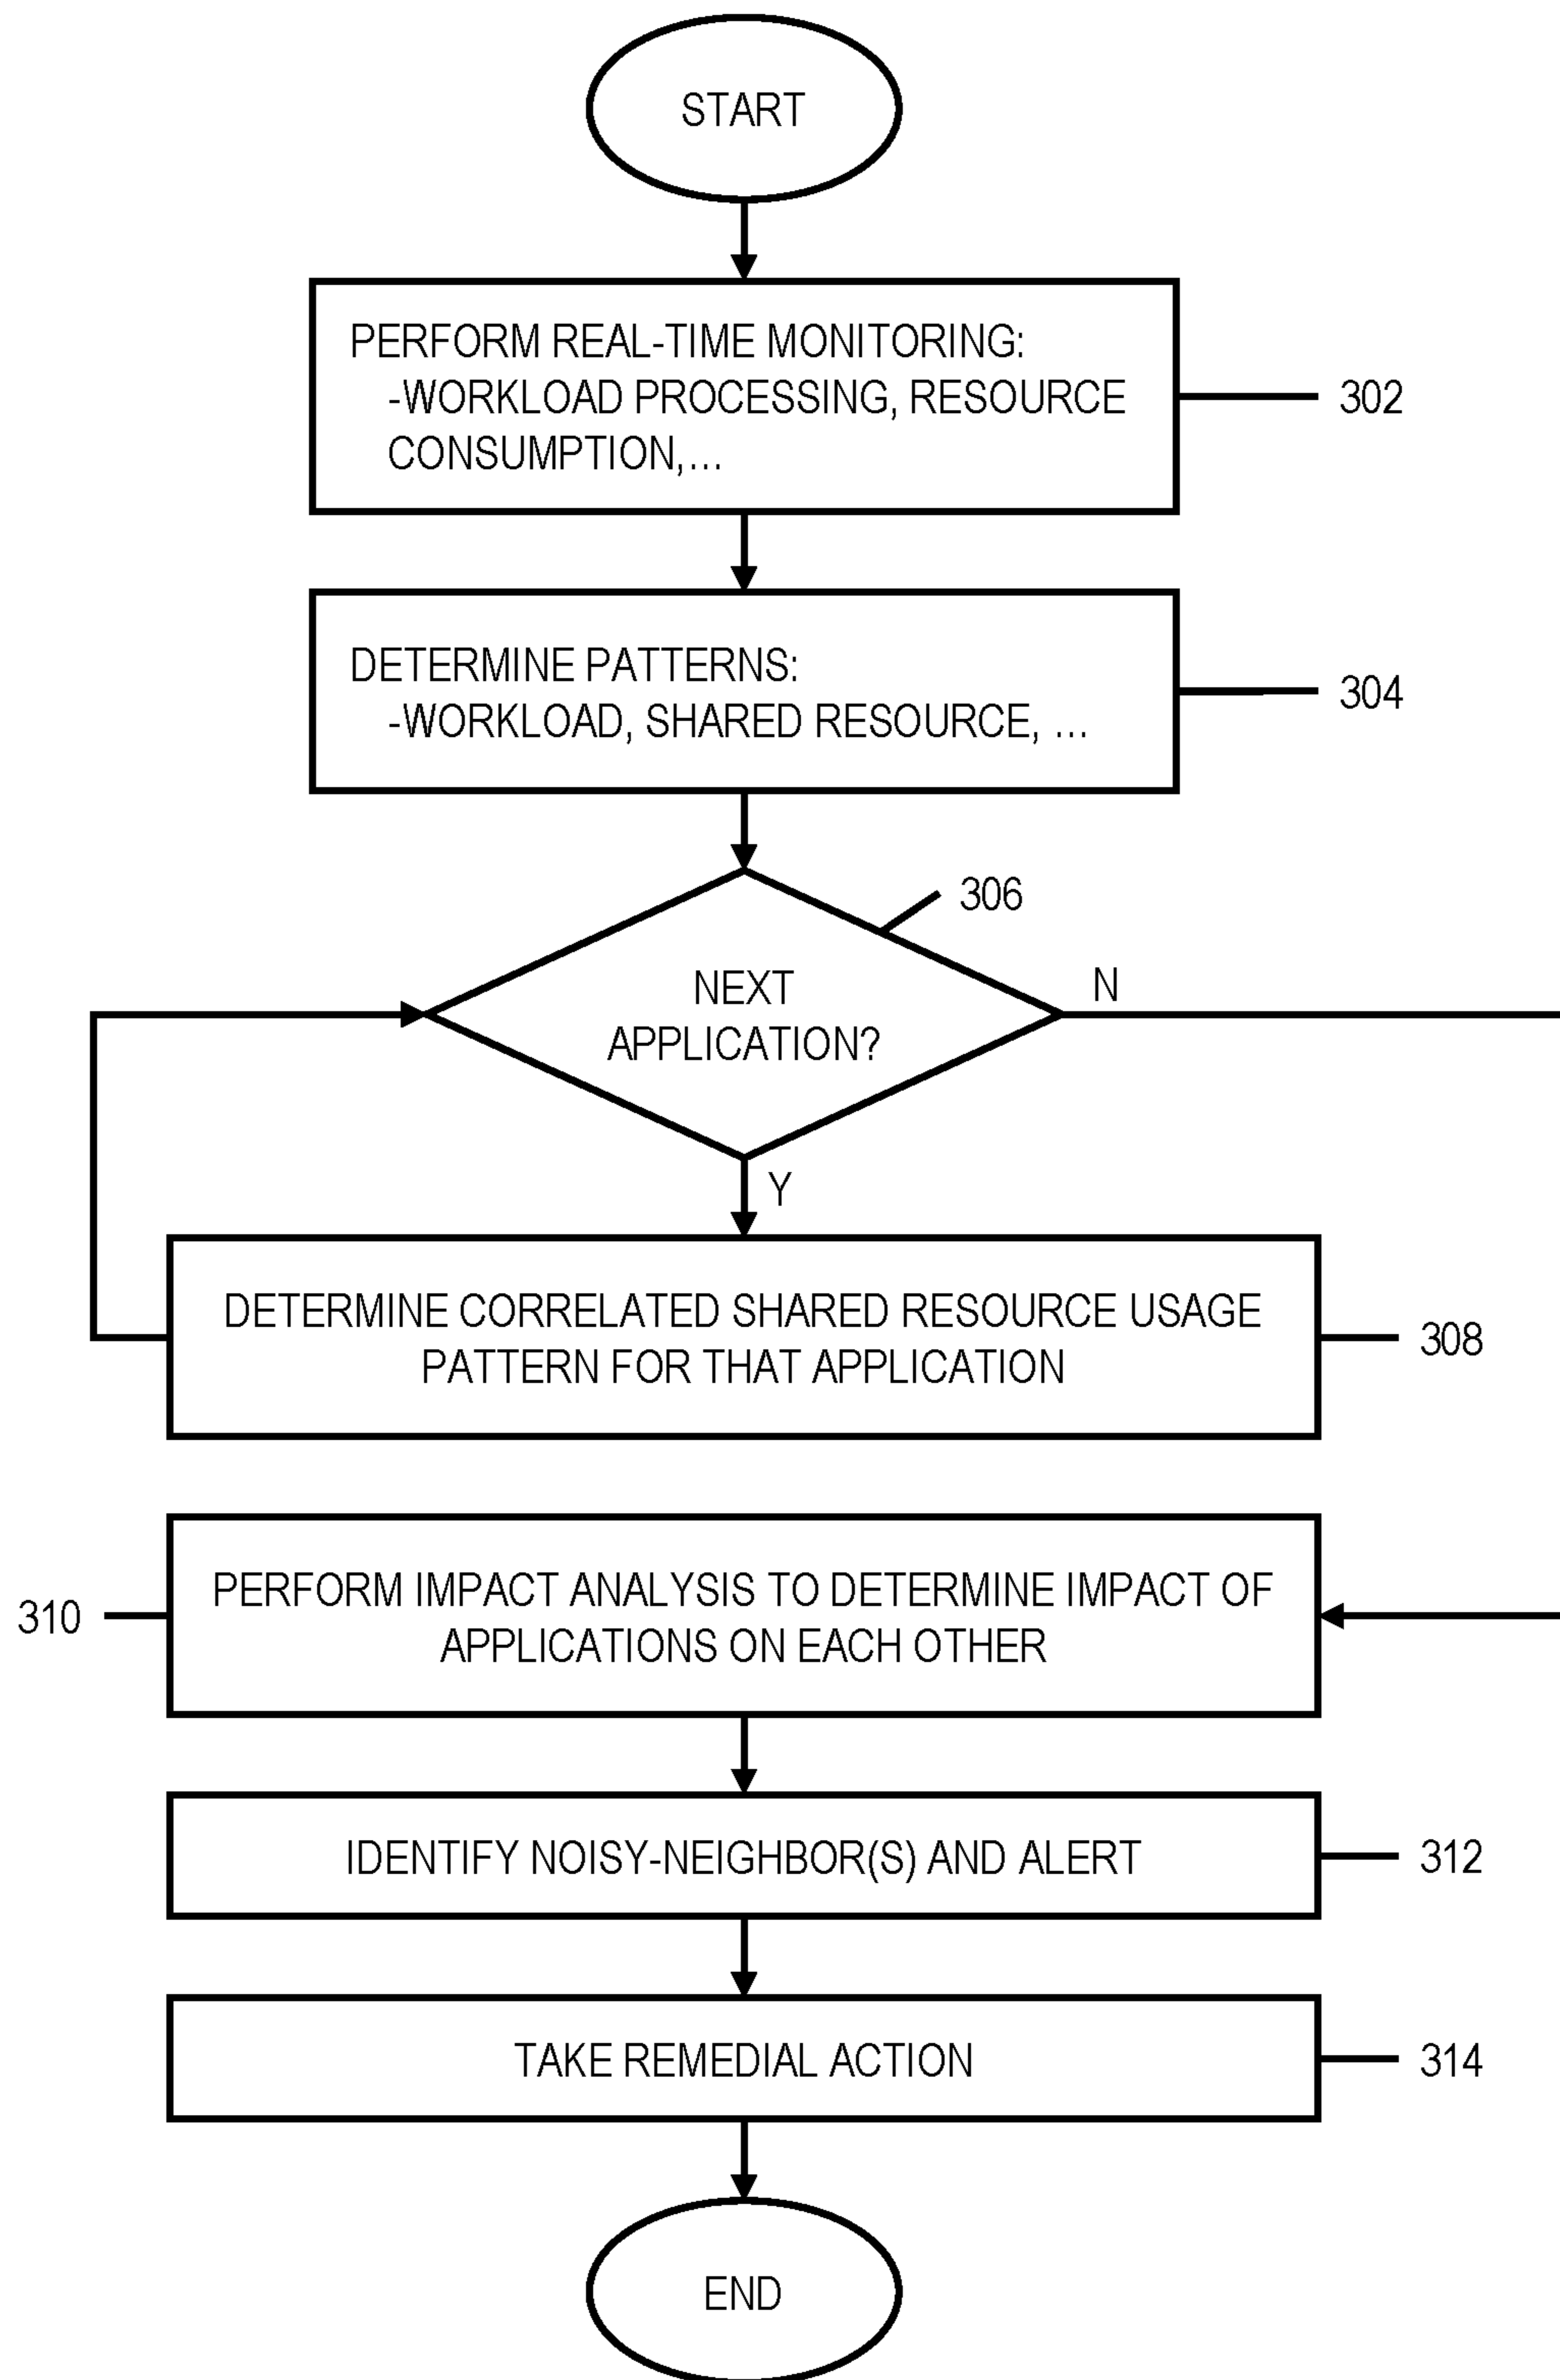 START
PERFORM REAL-TIME MONITORING:
-WORKLOAD PROCESSING, RESOURCE
CONSUMPTION,...
302
DETERMINE PATTERNS:
-WORKLOAD, SHARED RESOURCE, ...
304
306
NEXT
APPLICATION?
N
Y
DETERMINE CORRELATED SHARED RESOURCE USAGE
PATTERN FOR THAT APPLICATION
308
310
PERFORM IMPACT ANALYSIS TO DETERMINE IMPACT OF
APPLICATIONS ON EACH OTHER
IDENTIFY NOISY-NEIGHBOR(S) AND ALERT
312
TAKE REMEDIAL ACTION
314
END